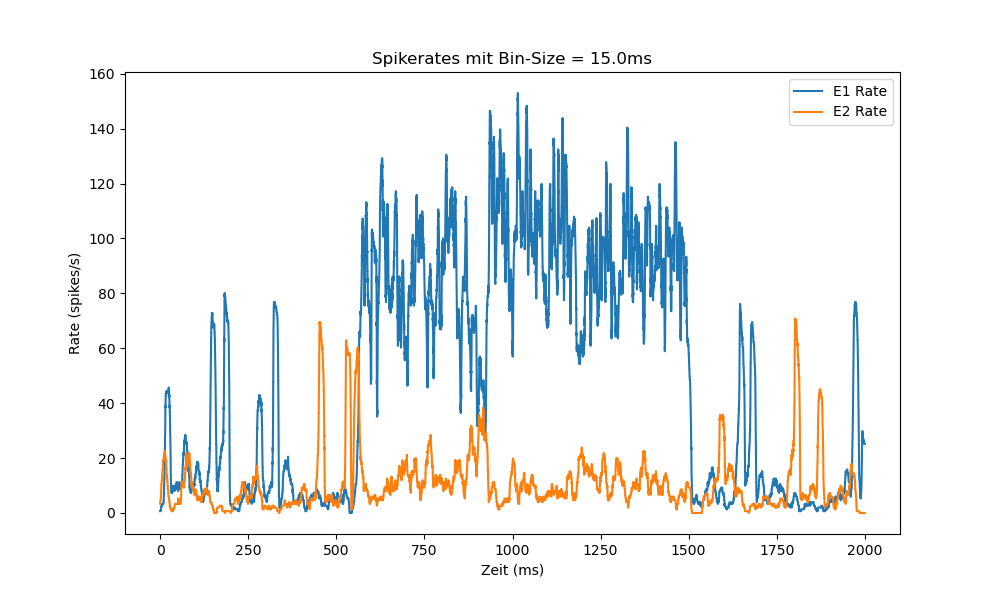 Spikerates mit Bin-Size = 15.0ms
E1 Rate
E2 Rate
Rate (spikes/s)
160
140
120
100
80
60
40
20
0
0 250 500 750 1000 1250 1500 1750 2000
Zeit (ms)